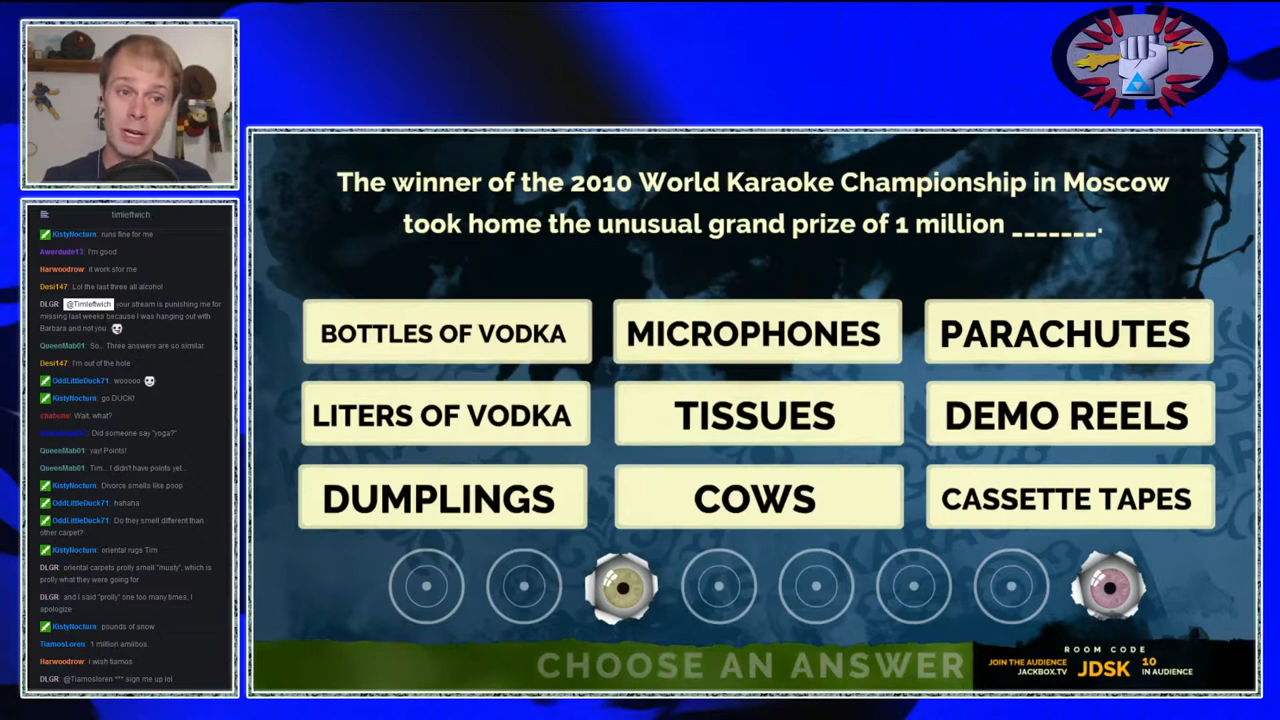 timleftwich
KistyNocturn: runs fine for me
Awerdude13: I'm good
Harwoodrow: it work stor me
Desi147: Lol the last three all alcohol
DLGR: @Timleftwich your stream is punishing me for
missing last weeks because I was hanging out with
Barbara and not you
QueenMab01: So... Three answers are so similar.
Desi147: I'm out of the hole
OddLittleDuck71: wooooo
KistyNocturn: go DUCK!
Wait, what?
Did someone say "yoga?"
QueenMab01: yay! Points!
QueenMab01: Tim... I didn't have points yet...
KistyNocturn: Divorce smells like poop
OddLittleDuck71: hahaha
OddLittleDuck71: Do they smell different than
other carpet?
KistyNocturn: oriental rugs Tim
DLGR: oriental carpets prolly smell "musty", which is
prolly what they were going for
DLGR: and I said "prolly" one too many times, I
apologize
KistyNocturn: pounds of snow
TiamosLoren: 1 million amiibos.
Harwoodrow: I wish tiamos
DLGR: @Tiamosloren *** sign me up lol
The winner of the 2010 World Karaoke Championship in Moscow
took home the unusual grand prize of 1 million _______.
BOTTLES OF VODKA
MICROPHONES
PARACHUTES
LITERS OF VODKA
TISSUES
DEMO REELS
DUMPLINGS
COWS
CASSETTE TAPES
CHOOSE AN ANSWER
ROOM CODE
JOIN THE AUDIENCE
JACKBOX.TV
JDSK
10
IN AUDIENCE